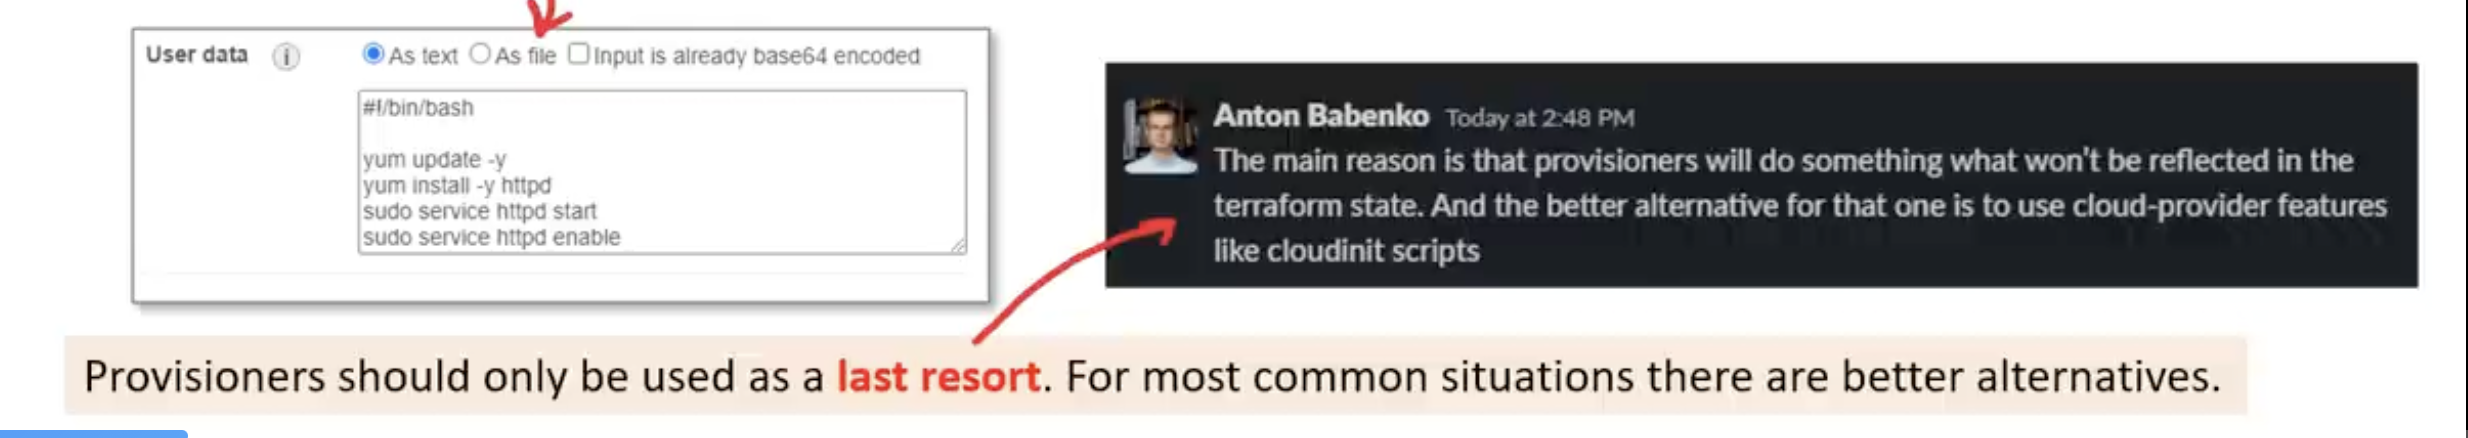 User data
As text As file Input is already base64 encoded
#!/bin/bash
yum update -y
yum install -y httpd
sudo service httpd start
sudo service httpd enable
Anton Babenko Today at 2:48 PM
The main reason is that provisioners will do something what won't be reflected in the
terraform state. And the better alternative for that one is to use cloud-provider features
like cloudinit scripts
Provisioners should only be used as a last resort. For most common situations there are better alternatives.